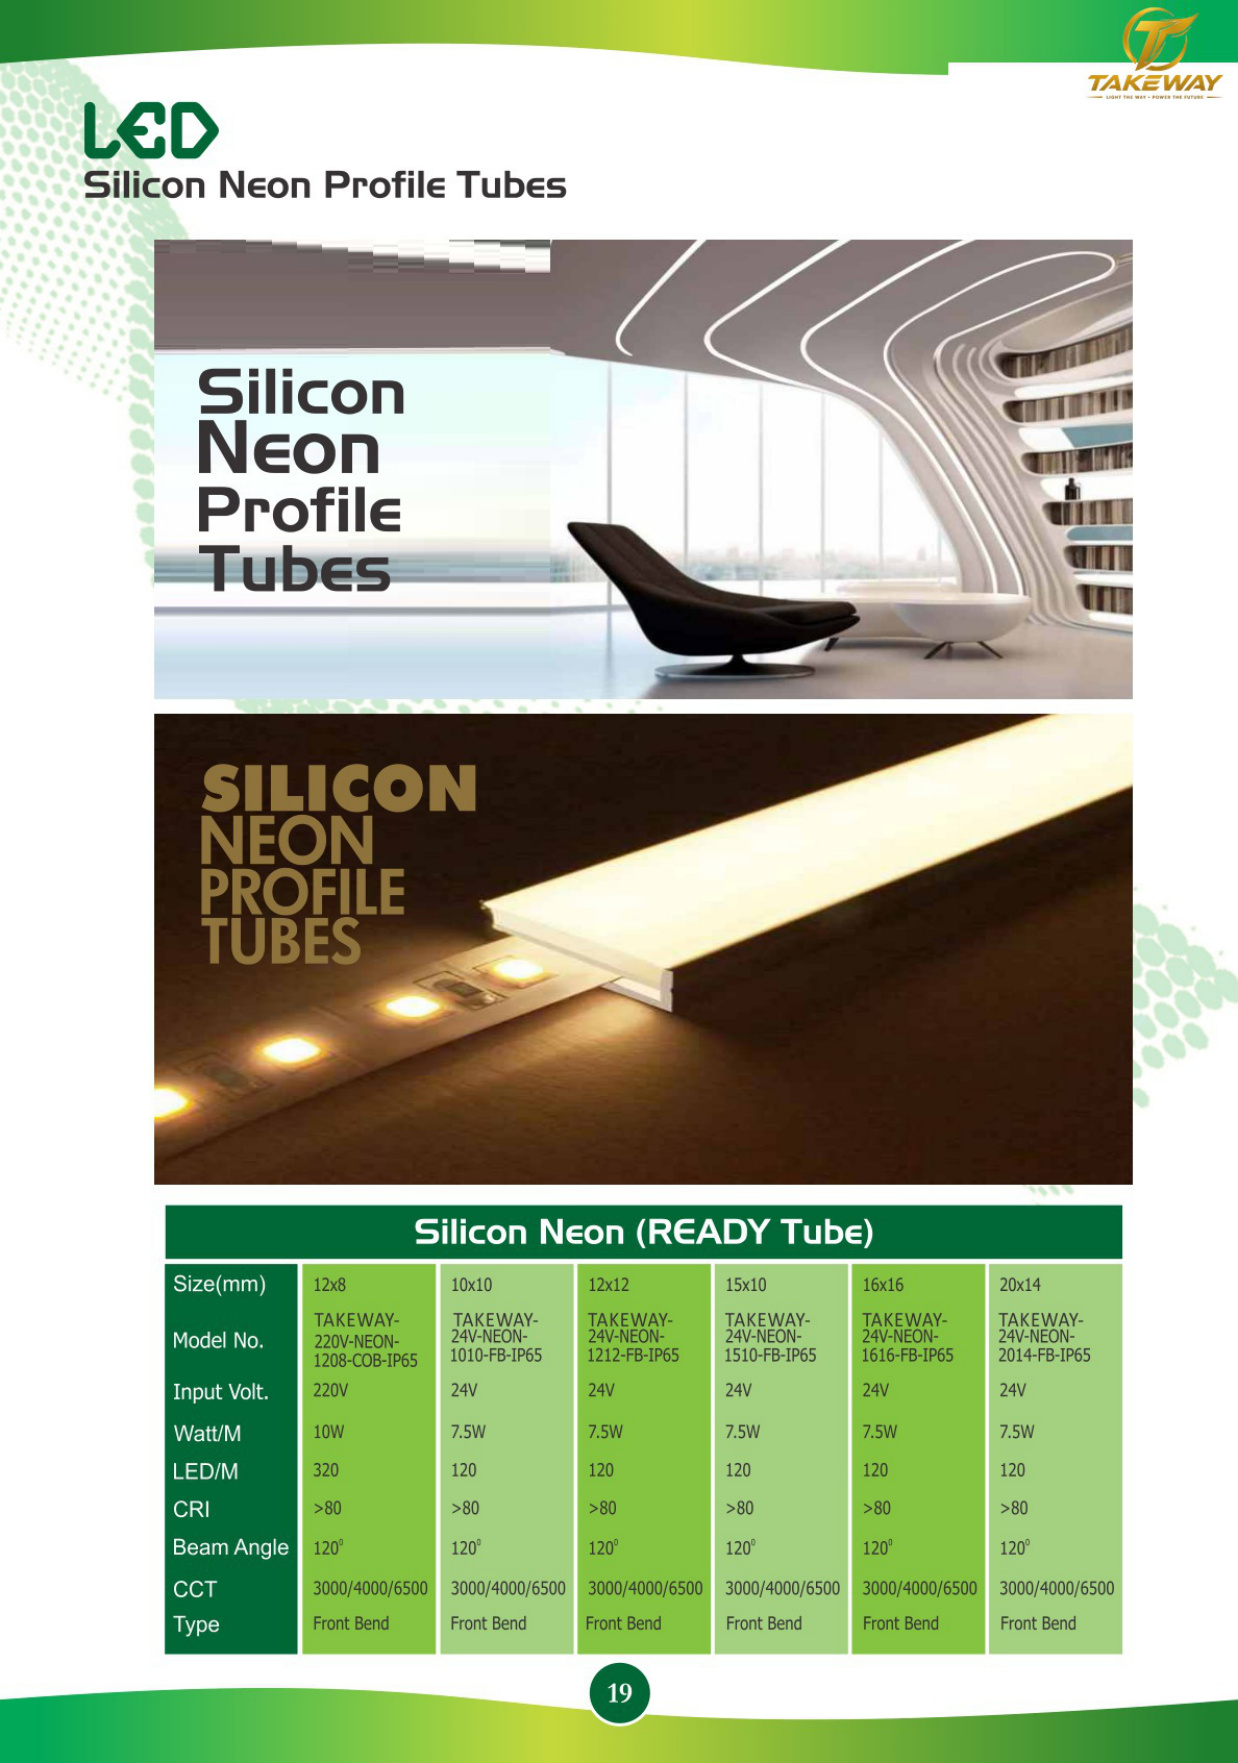 TAKEWAY
LIGHT THE WAY • POWER THE FUTURE
LED
Silicon Neon Profile Tubes
Silicon
Neon
Profile
Tubes
SILICON
NEON
PROFILE
TUBES
Silicon Neon (READY Tube)
Size(mm) 12x8 10x10 12x12 15x10 16x16 20x14
Model No. TAKEWAY- TAKEWAY- TAKEWAY- TAKEWAY- TAKEWAY- TAKEWAY-
220V-NEON- 24V-NEON- 24V-NEON- 24V-NEON- 24V-NEON- 24V-NEON-
1208-COB-IP65 1010-FB-IP65 1212-FB-IP65 1510-FB-IP65 1616-FB-IP65 2014-FB-IP65
Input Volt. 220V 24V 24V 24V 24V 24V
Watt/M 10W 7.5W 7.5W 7.5W 7.5W 7.5W
LED/M 320 120 120 120 120 120
CRI >80 >80 >80 >80 >80 >80
Beam Angle 120⁰ 120⁰ 120⁰ 120⁰ 120⁰ 120⁰
CCT 3000/4000/6500 3000/4000/6500 3000/4000/6500 3000/4000/6500 3000/4000/6500 3000/4000/6500
Type Front Bend Front Bend Front Bend Front Bend Front Bend Front Bend
19